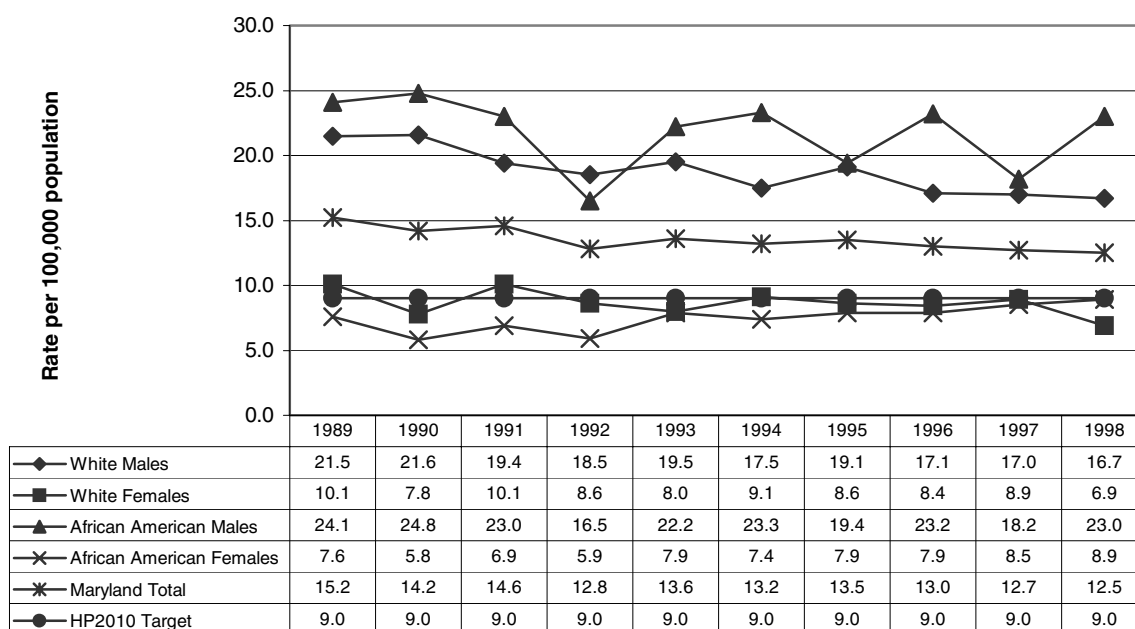 Rate per 100,000 population
30.0
25.0
20.0
15.0
10.0
5.0
0.0
1989 1990 1991 1992 1993 1994 1995 1996 1997 1998
White Males 21.5 21.6 19.4 18.5 19.5 17.5 19.1 17.1 17.0 16.7
White Females 10.1 7.8 10.1 8.6 8.0 9.1 8.6 8.4 8.9 6.9
African American Males 24.1 24.8 23.0 16.5 22.2 23.3 19.4 23.2 18.2 23.0
African American Females 7.6 5.8 6.9 5.9 7.9 7.4 7.9 7.9 8.5 8.9
Maryland Total 15.2 14.2 14.6 12.8 13.6 13.2 13.5 13.0 12.7 12.5
HP2010 Target 9.0 9.0 9.0 9.0 9.0 9.0 9.0 9.0 9.0 9.0